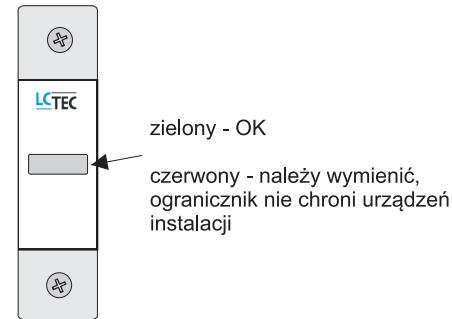 LCTEC
zielony - OK
czerwony - należy wymienić,
ogranicznik nie chroni urządzeń
instalacji